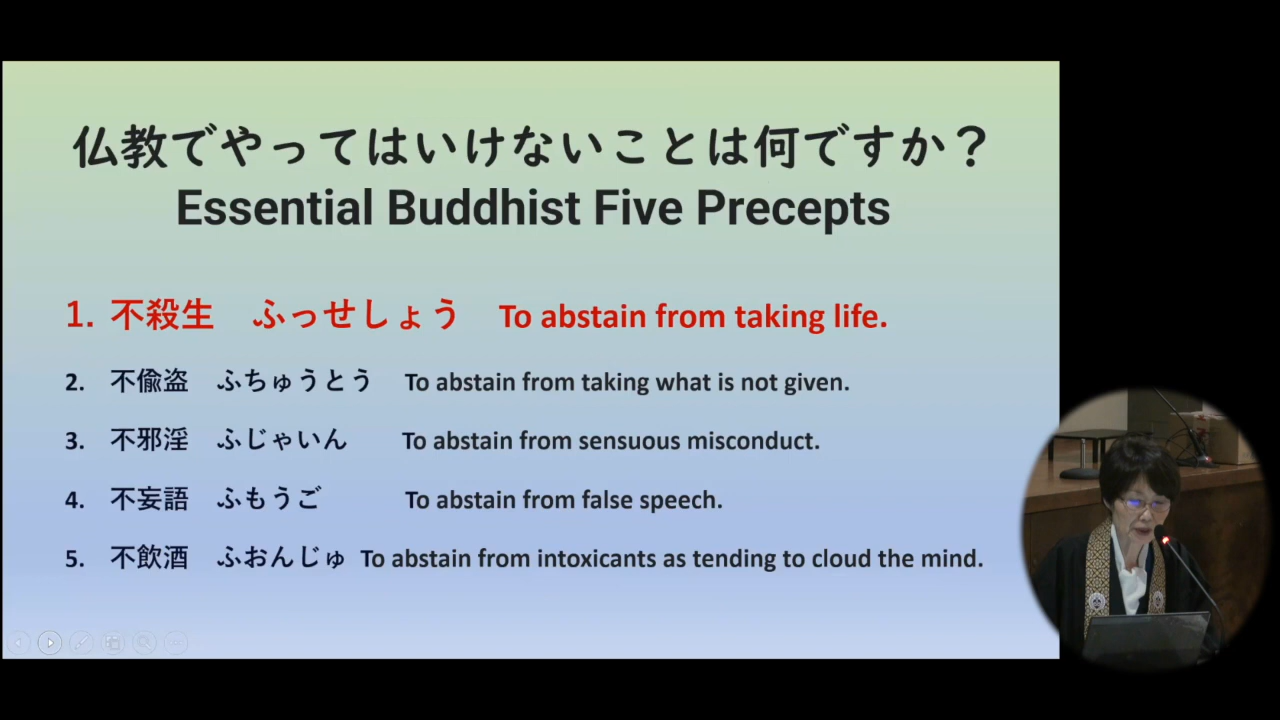 仏教でやってはいけないことは何ですか？
Essential Buddhist Five Precepts
1. 不殺生 ふっせしょう To abstain from taking life.
2. 不偸盗 ふちゅうとう To abstain from taking what is not given.
3. 不邪淫 ふじゃいん To abstain from sensuous misconduct.
4. 不妄語 ふもうご To abstain from false speech.
5. 不飲酒 ふおんじゅ To abstain from intoxicants as tending to cloud the mind.